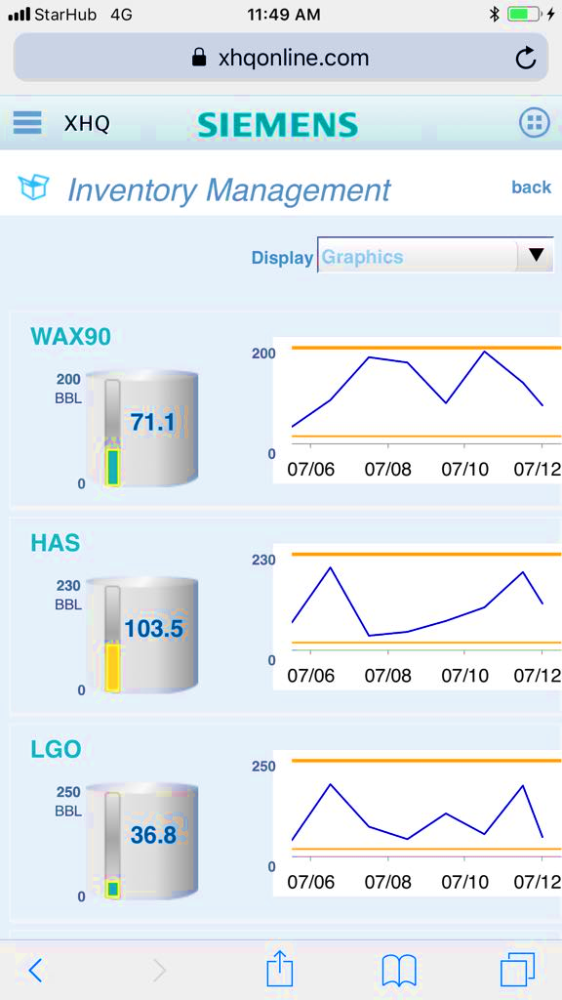 StarHub 4G 11:49 AM
xhqonline.com
XHQ SIEMENS
Inventory Management back
Display Graphics
WAX90
200
BBL
71.1
0
200
0
07/06 07/08 07/10 07/12
HAS
230
BBL
103.5
0
230
0
07/06 07/08 07/10 07/12
LGO
250
BBL
36.8
0
250
0
07/06 07/08 07/10 07/12